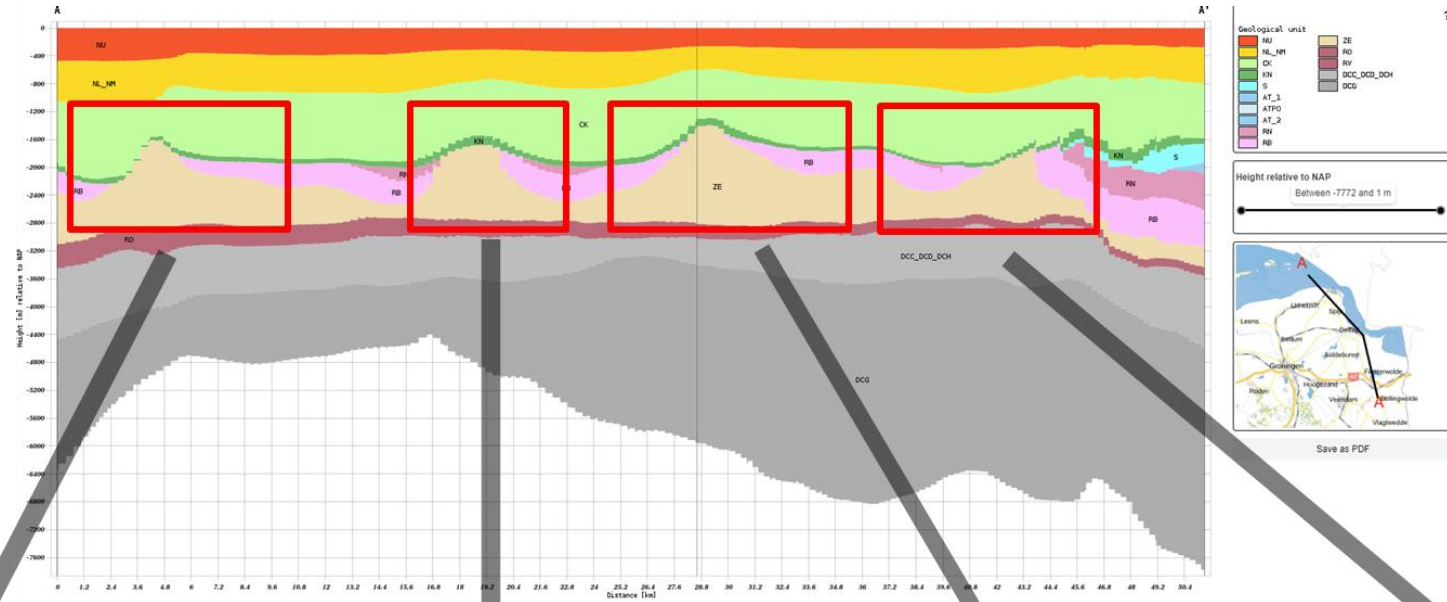 A
A'
NU
NL_NM
CK
KN
RB
RN
RB
RB
ZE
KN
S
RN
RB
RO
DCC_DCD_DCH
DCG
0
-400
-800
-1200
-1600
-2000
-2400
-2800
-3200
-3600
-4000
-4400
-4800
-5200
-5600
-6000
-6400
-6800
-7200
-7600
Height [m] relative to NAP
0 1.2 2.4 3.6 4.8 6 7.2 8.4 9.6 10.8 12 13.2 14.4 15.6 16.8 19.2 20.4 21.6 22.8 24 25.2 26.4 27.6 28.8 30 31.2 32.4 33.6 34.8 36 37.2 38.4 39.6 40.8 42 43.2 44.4 45.6 46.8 48 49.2 50.4
Distance [km]
Geological unit
NU
NL_NM
CK
KN
S
AT_1
ATPO
AT_2
RN
RB
ZE
RO
RV
DCC_DCD_DCH
DCG
Height relative to NAP
Between -7772 and 1 m
A
Leens
Bedum
Groningen
Siddeburen
Hoogezand
Roden
Veendam
A
Vlagtwedde
Save as PDF